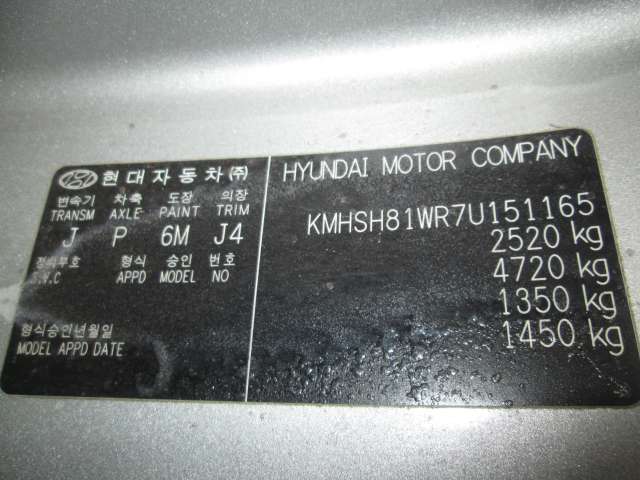 현대자동차㈜
변속기 차축 도장 의장
TRANSM AXLE PAINT TRIM
J P 6M J4
형식 승인 번호
APPD MODEL NO
형식승인년월일
MODEL APPD DATE
HYUNDAI MOTOR COMPANY
KMHSH81WR7U151165
2520 kg
4720 kg
1350 kg
1450 kg